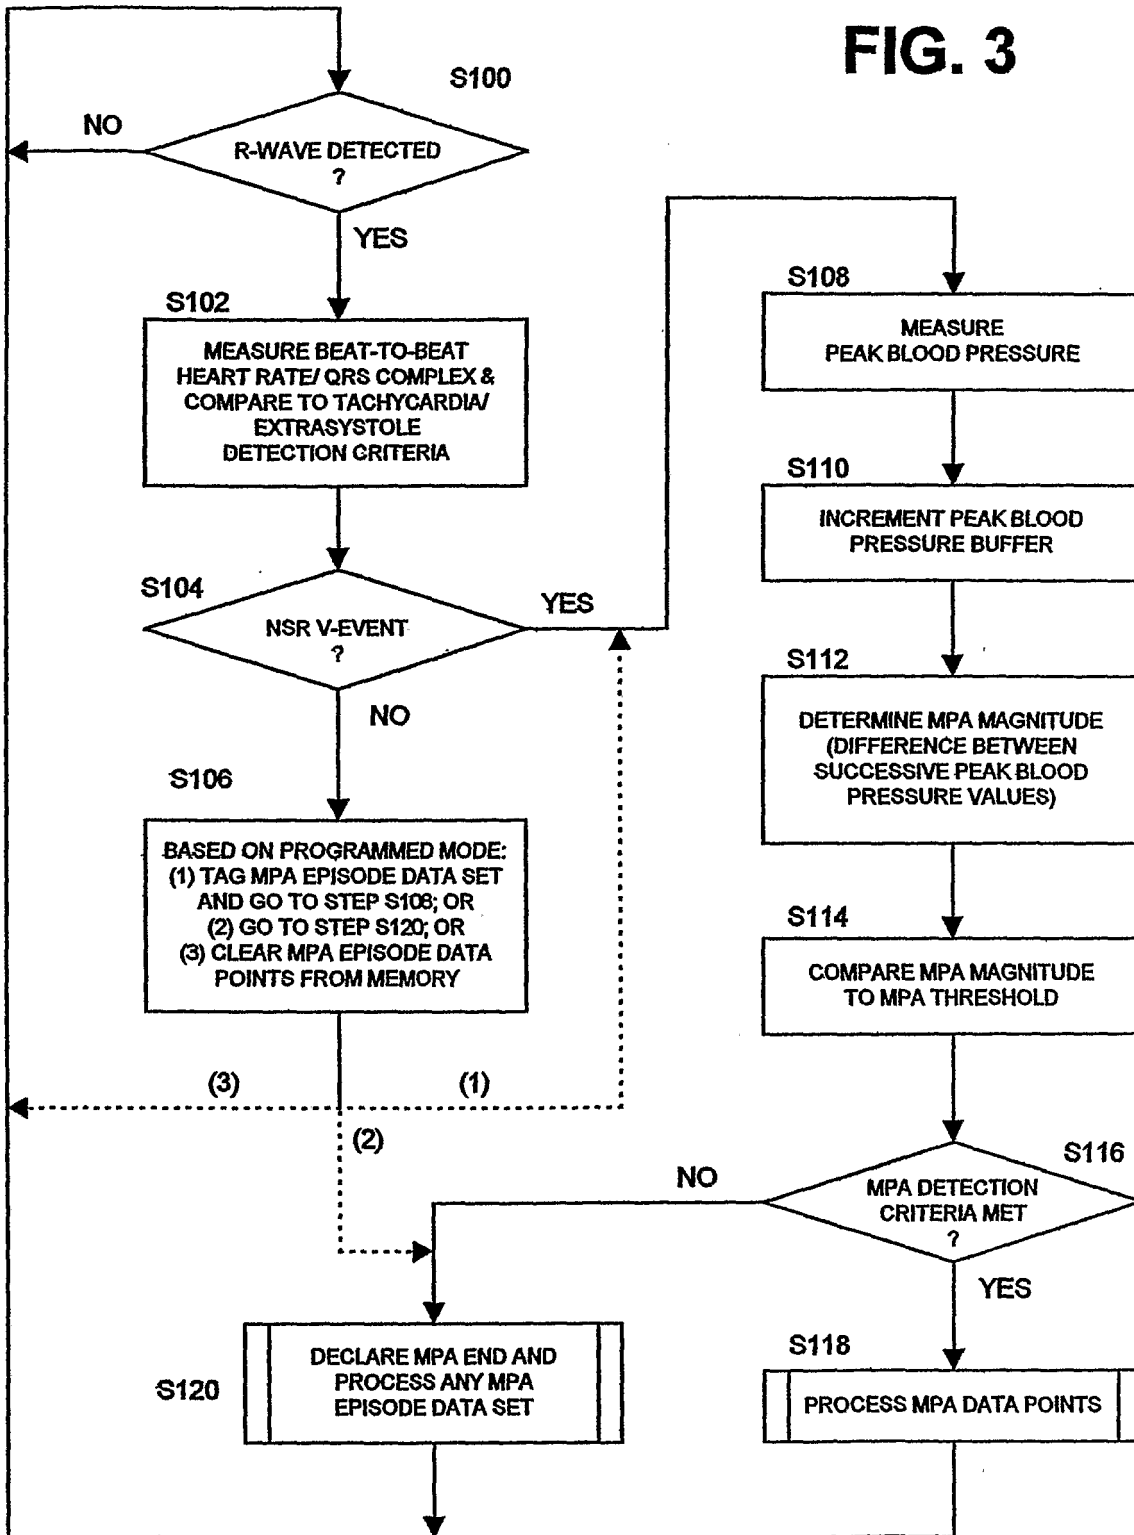 FIG. 3
S100
NO
R-WAVE DETECTED
?
YES
S102
MEASURE BEAT-TO-BEAT
HEART RATE/ QRS COMPLEX &
COMPARE TO TACHYCARDIA/
EXTRASYSTOLE
DETECTION CRITERIA
S104
NSR V-EVENT
?
YES
NO
S106
BASED ON PROGRAMMED MODE:
(1) TAG MPA EPISODE DATA SET
AND GO TO STEP S108; OR
(2) GO TO STEP S120; OR
(3) CLEAR MPA EPISODE DATA
POINTS FROM MEMORY
(3)
(1)
(2)
S108
MEASURE
PEAK BLOOD PRESSURE
S110
INCREMENT PEAK BLOOD
PRESSURE BUFFER
S112
DETERMINE MPA MAGNITUDE
(DIFFERENCE BETWEEN
SUCCESSIVE PEAK BLOOD
PRESSURE VALUES)
S114
COMPARE MPA MAGNITUDE
TO MPA THRESHOLD
S116
MPA DETECTION
CRITERIA MET
?
NO
YES
S118
PROCESS MPA DATA POINTS
S120
DECLARE MPA END AND
PROCESS ANY MPA
EPISODE DATA SET